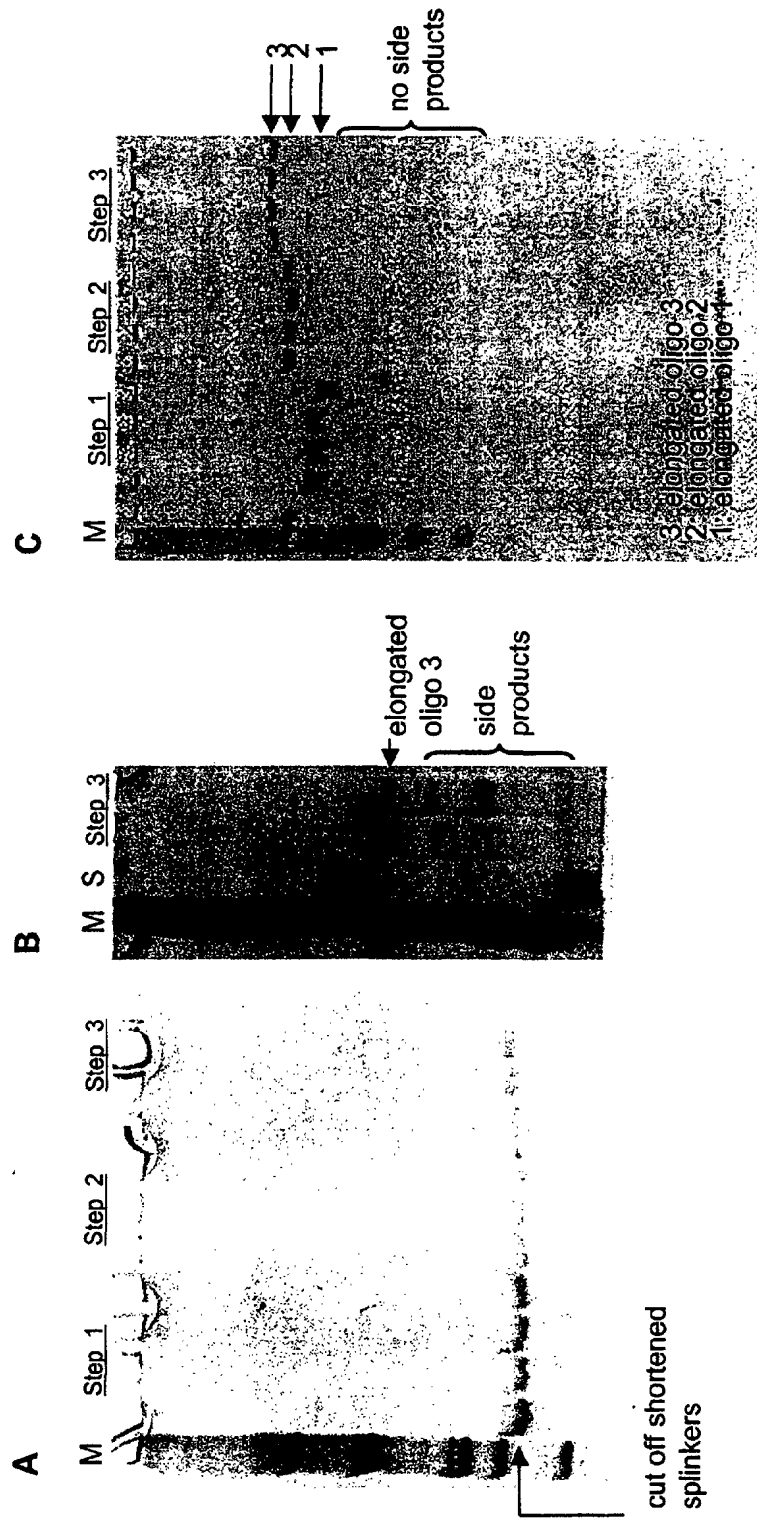 A
M
Step 1
Step 2
Step 3
cut off shortened
splinkers
B
M S Step 3
elongated
oligo 3
side
products
C
M
Step 1
Step 2
Step 3
3
2
1
no side
products
3: elongated oligo 3
2: elongated oligo 2
1: elongated oligo 1